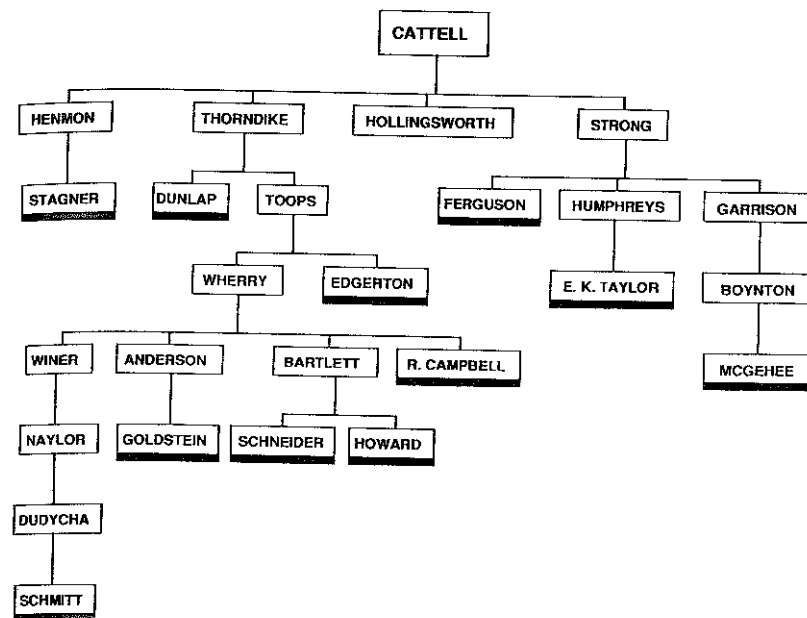 CATTELL
HENMON
THORNDIKE
HOLLINGSWORTH
STRONG
STAGNER
DUNLAP
TOOPS
FERGUSON
HUMPHREYS
GARRISON
WHERRY
EDGERTON
E. K. TAYLOR
BOYNTON
WINER
ANDERSON
BARTLETT
R. CAMPBELL
MCGEHEE
NAYLOR
GOLDSTEIN
SCHNEIDER
HOWARD
DUDYCHA
SCHMITT